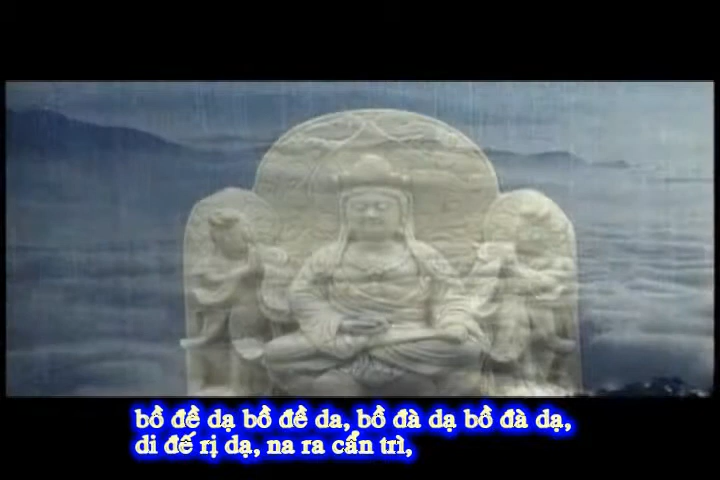 bồ đề dạ bồ đề da, bồ đà dạ bồ đà dạ,
di đế rị dạ, na ra cẩn trì,